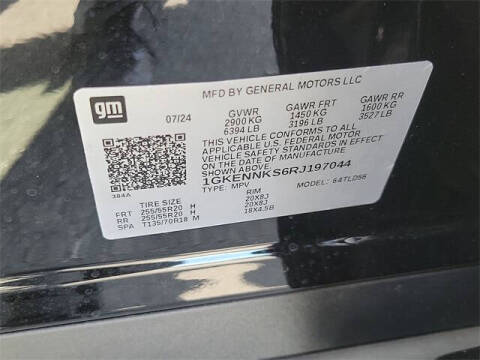 gm
MFD BY GENERAL MOTORS LLC
07/24 GVWR GAWR FRT GAWR RR
2900 KG 1450 KG 1600 KG
6394 LB 3196 LB 3527 LB
THIS VEHICLE CONFORMS TO ALL
APPLICABLE U.S. FEDERAL MOTOR
VEHICLE SAFETY STANDARDS IN EFFECT
ON THE DATE OF MANUFACTURE
SHOWN ABOVE.
1GKENNKS6RJ197044
TYPE: MPV MODEL: 64TLD56
384A
TIRE SIZE RIM
FRT 255/55R20 H 20X8J
RR 255/55R20 H 20X8J
SPA T135/70R18 M 18X4.5B